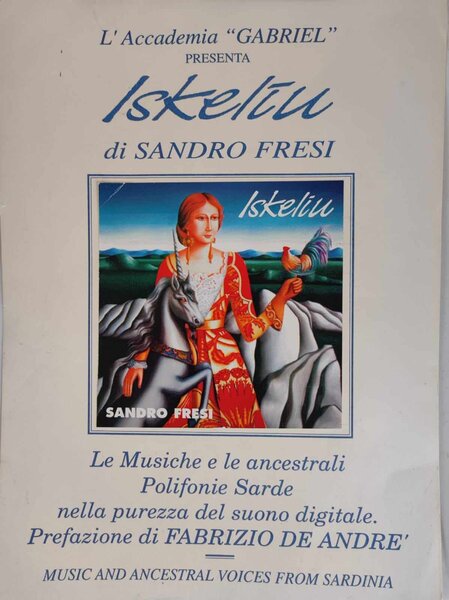 L'Accademia "GABRIEL"
PRESENTA
Iskeliu
di SANDRO FRESI
Iskeliu
SANDRO FRESI
Le Musiche e le ancestrali
Polifonie Sarde
nella purezza del suono digitale.
Prefazione di FABRIZIO DE ANDRE'
MUSIC AND ANCESTRAL VOICES FROM SARDINIA